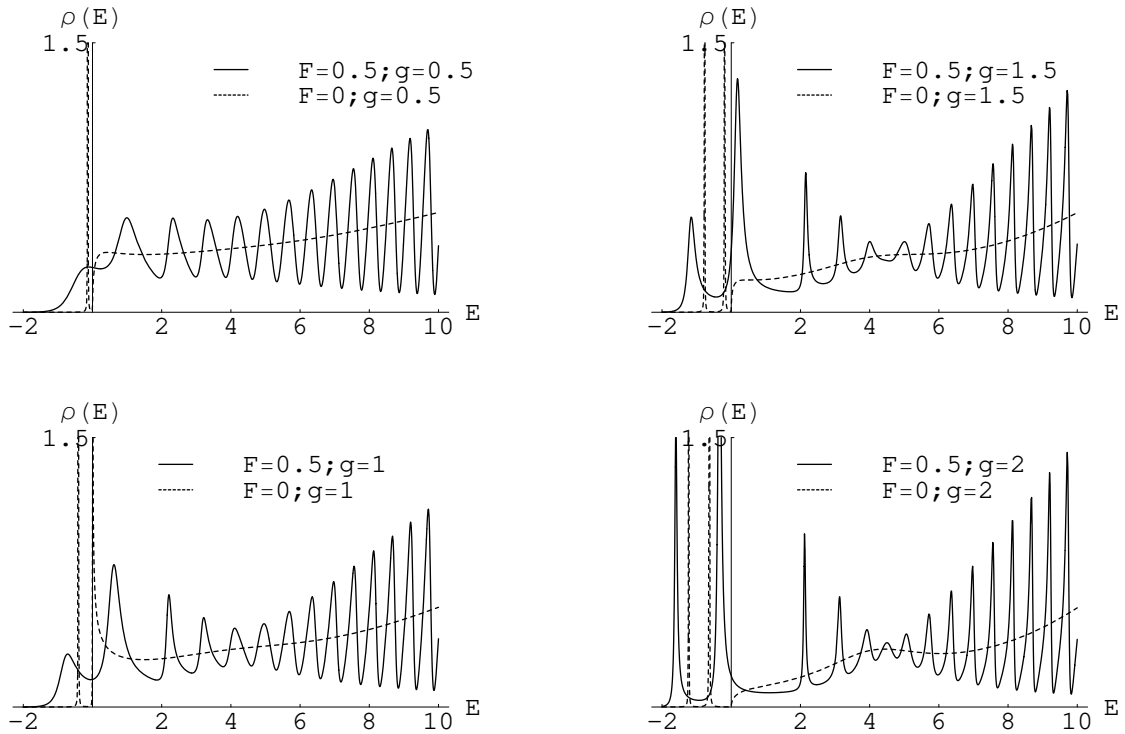 ρ(E)
1.5
F=0.5;g=0.5
F=0;g=0.5
−2 2 4 6 8 10 E
ρ(E)
1.5
F=0.5;g=1.5
F=0;g=1.5
−2 0 2 4 6 8 10 E
ρ(E)
1.5
F=0.5;g=1
F=0;g=1
−2 2 4 6 8 10 E
ρ(E)
1.5
F=0.5;g=2
F=0;g=2
−2 0 2 4 6 8 10 E